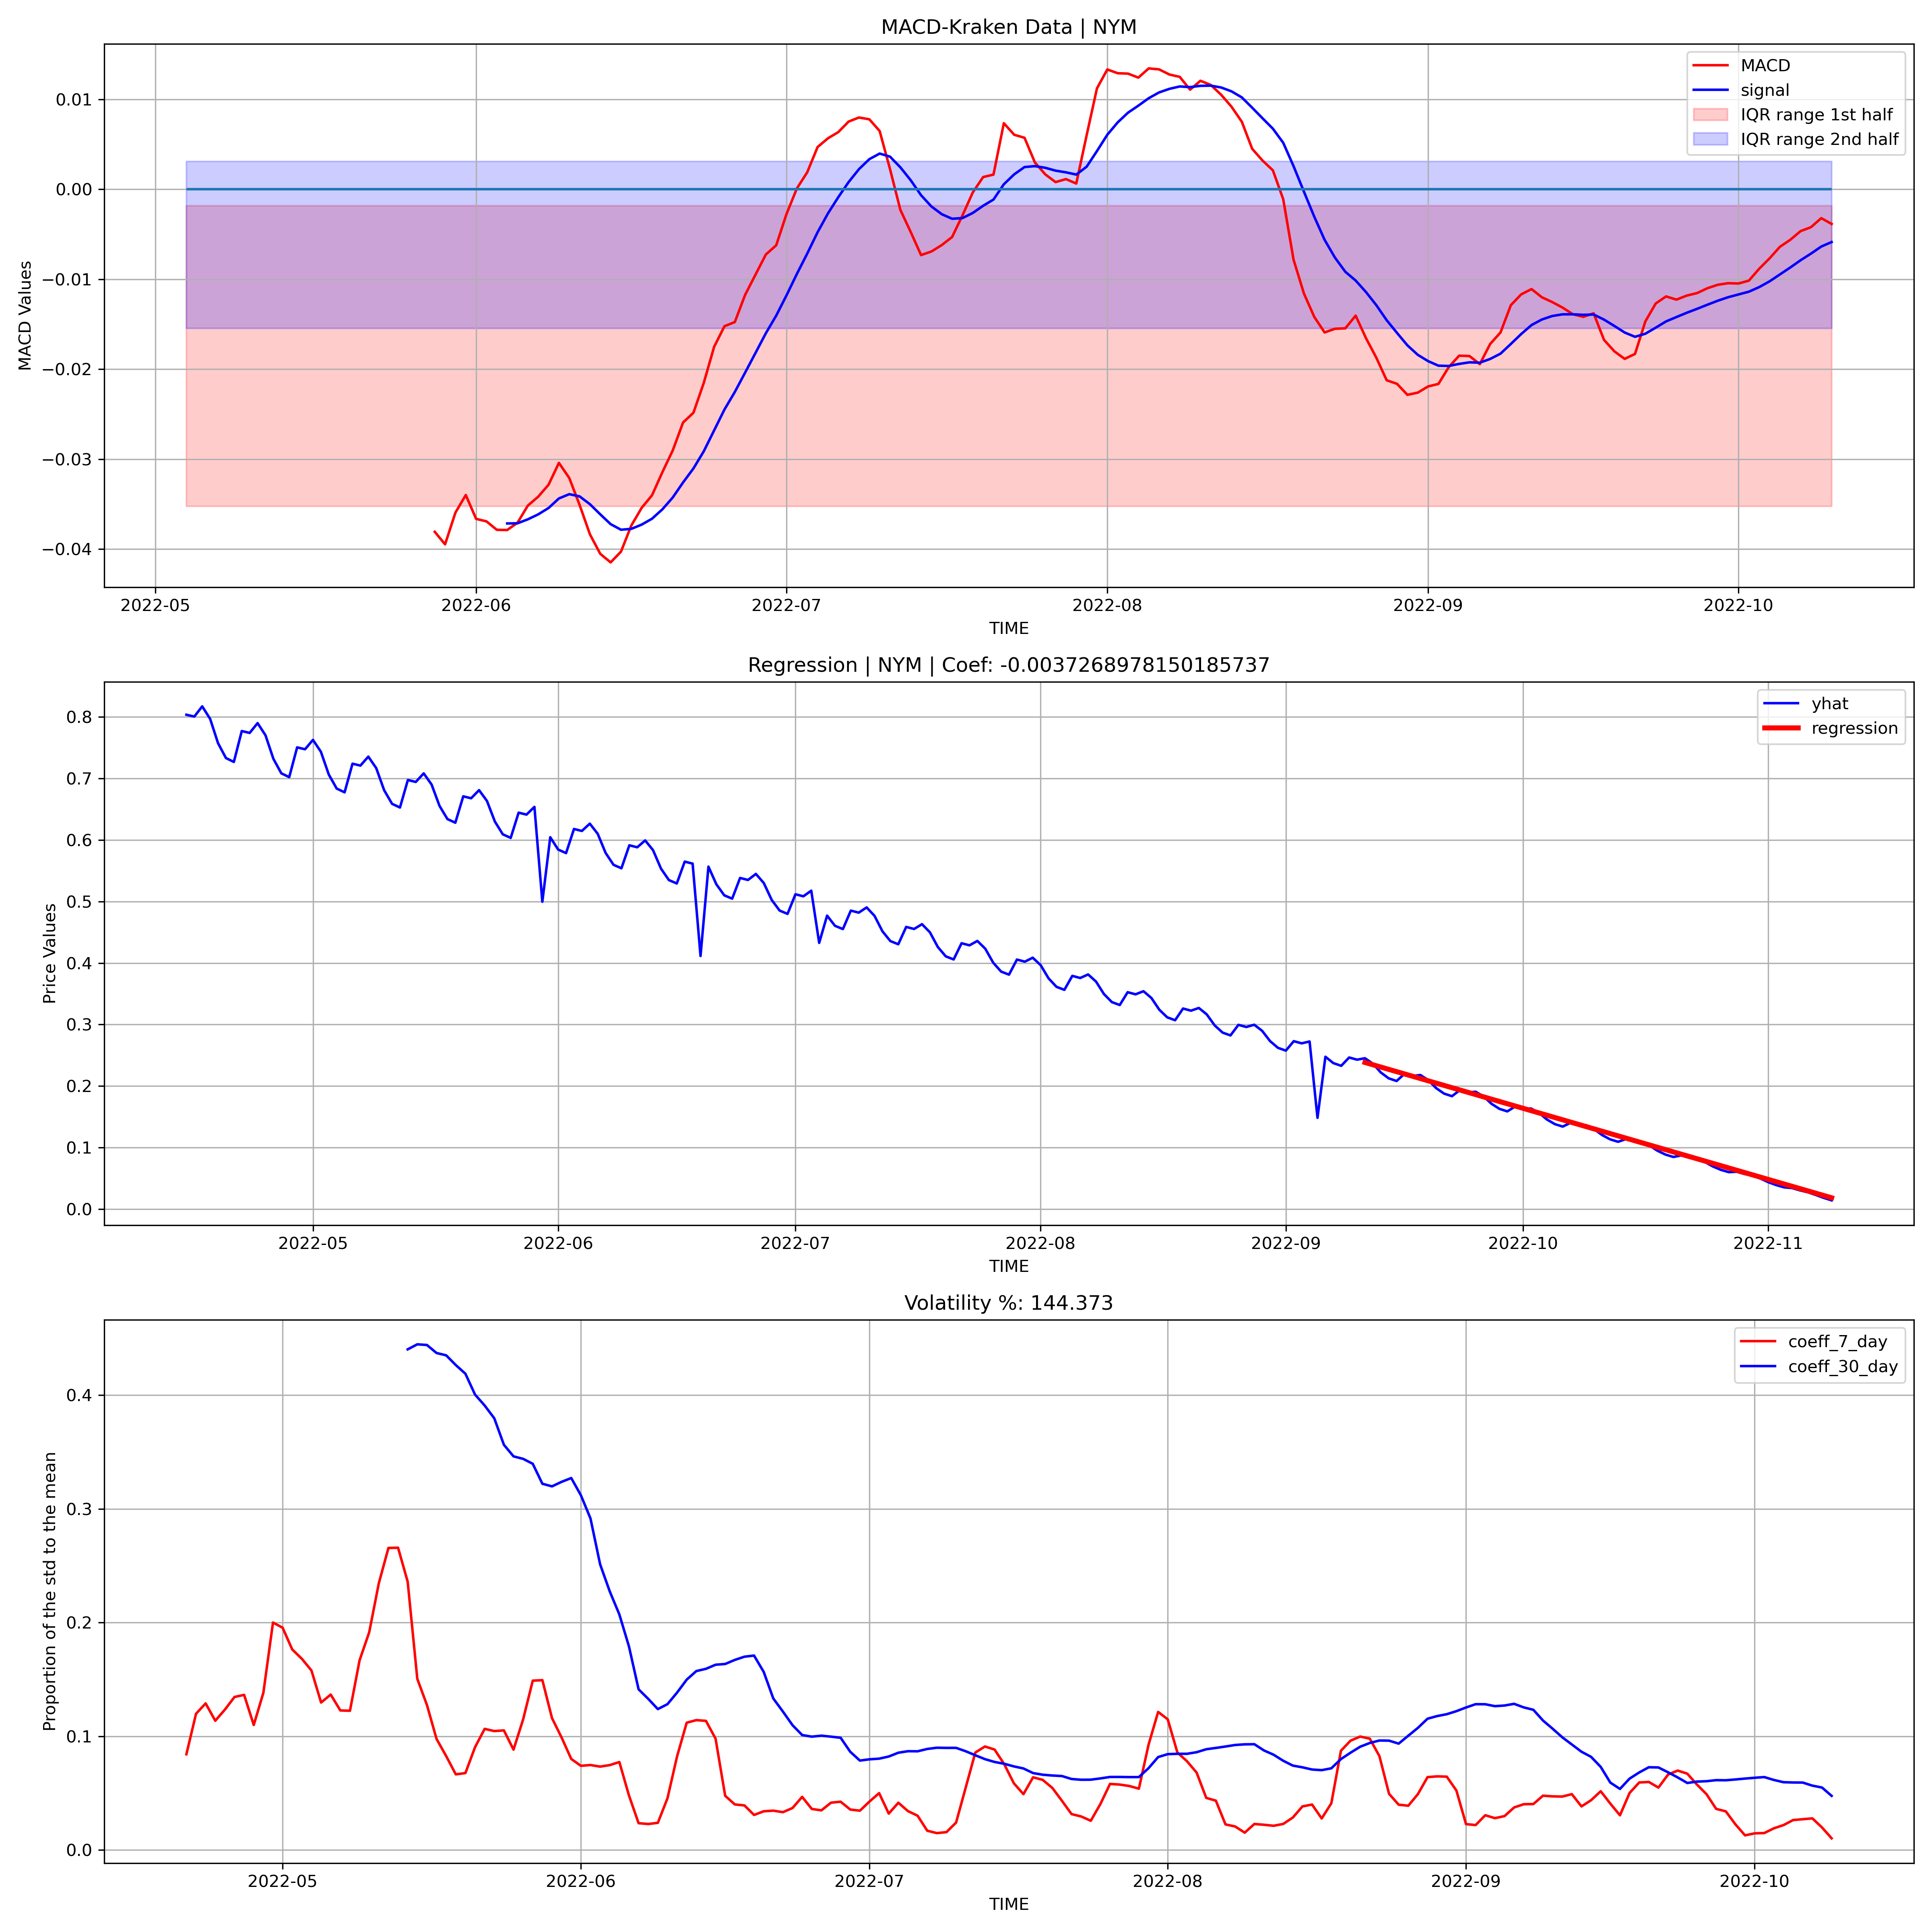 MACD-Kraken Data | NYM
MACD
signal
IQR range 1st half
IQR range 2nd half
MACD Values
0.01
0.00
−0.01
−0.02
−0.03
−0.04
2022-05 2022-06 2022-07 2022-08 2022-09 2022-10
TIME
Regression | NYM | Coef: -0.0037268978150185737
yhat
regression
Price Values
0.8
0.7
0.6
0.5
0.4
0.3
0.2
0.1
0.0
2022-05 2022-06 2022-07 2022-08 2022-09 2022-10 2022-11
TIME
Volatility %: 144.373
coeff_7_day
coeff_30_day
Proportion of the std to the mean
0.4
0.3
0.2
0.1
0.0
2022-05 2022-06 2022-07 2022-08 2022-09 2022-10
TIME